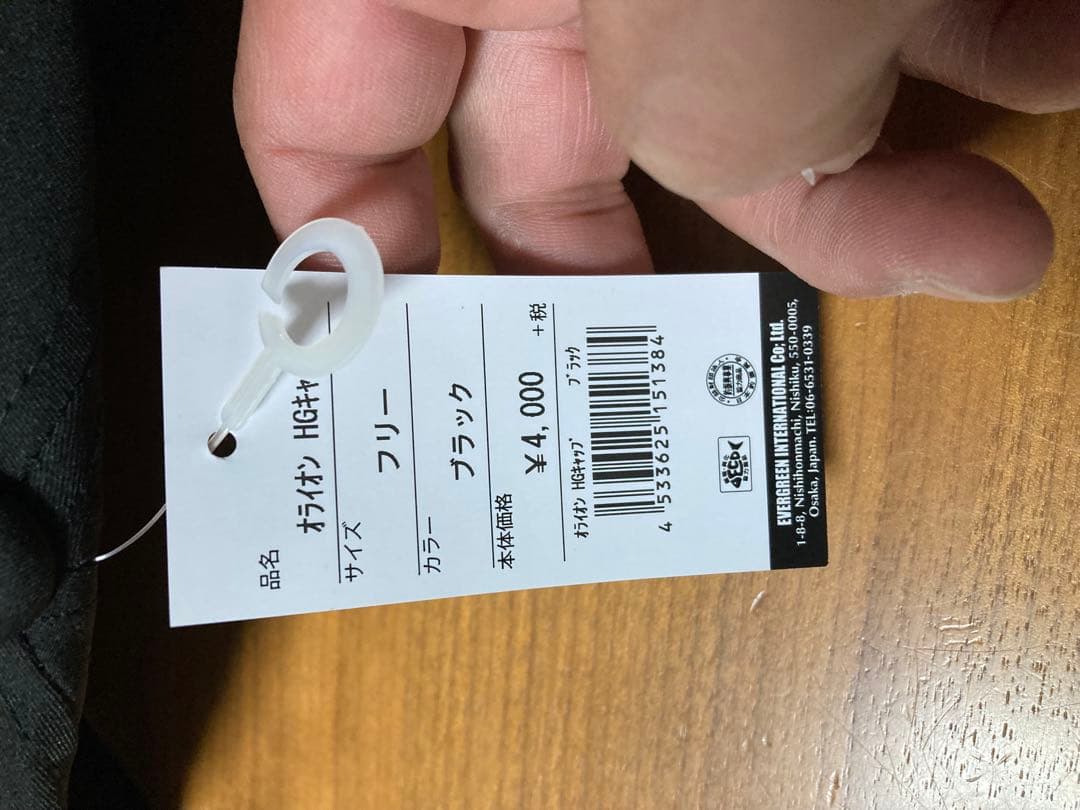 品名
オライオン HGキャ
サイズ
フリー
カラー
ブラック
本体価格
¥4,000 +税
オライオン HGキャップ ブラック
4 533625 151384
EVERGREEN INTERNATIONAL Co; Ltd.
1-8-8, Nishihonmachi, Nishiku, 550-0005,
Osaka, Japan. TEL:06-6531-0339